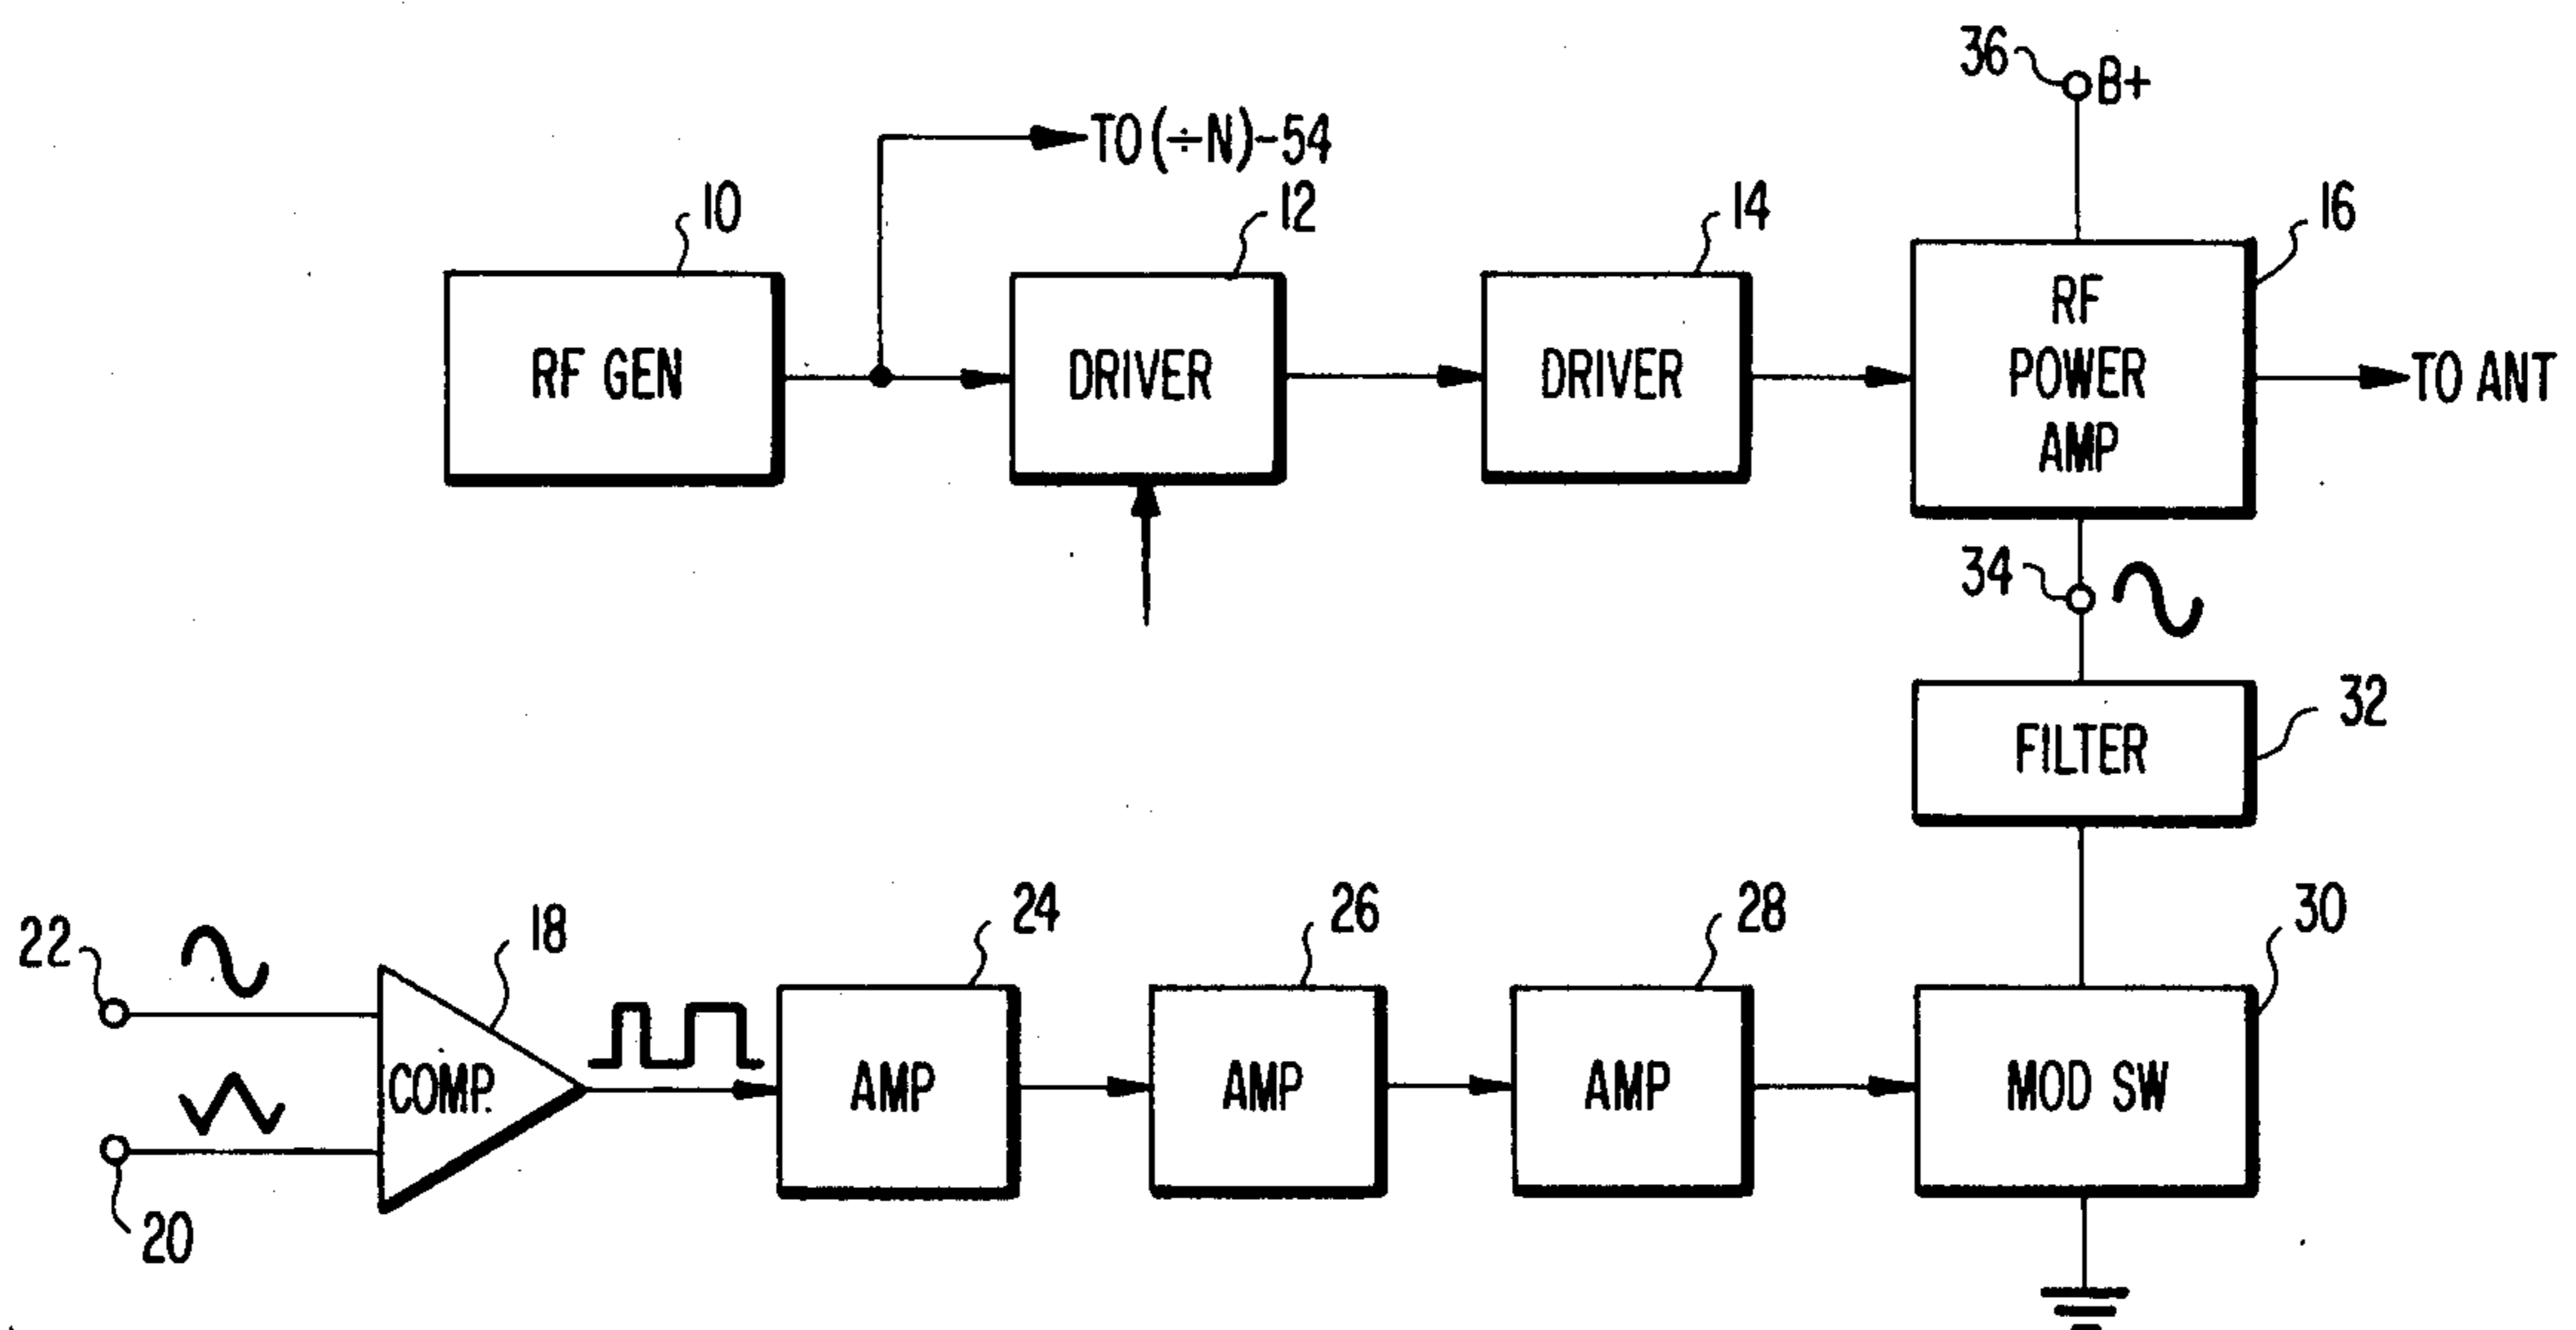 36 B+
TO (÷N)-54
10
12
14
16
RF GEN
DRIVER
DRIVER
RF
POWER
AMP
TO ANT
34
32
FILTER
22
18
24
26
28
30
COMP.
AMP
AMP
AMP
MOD SW
20